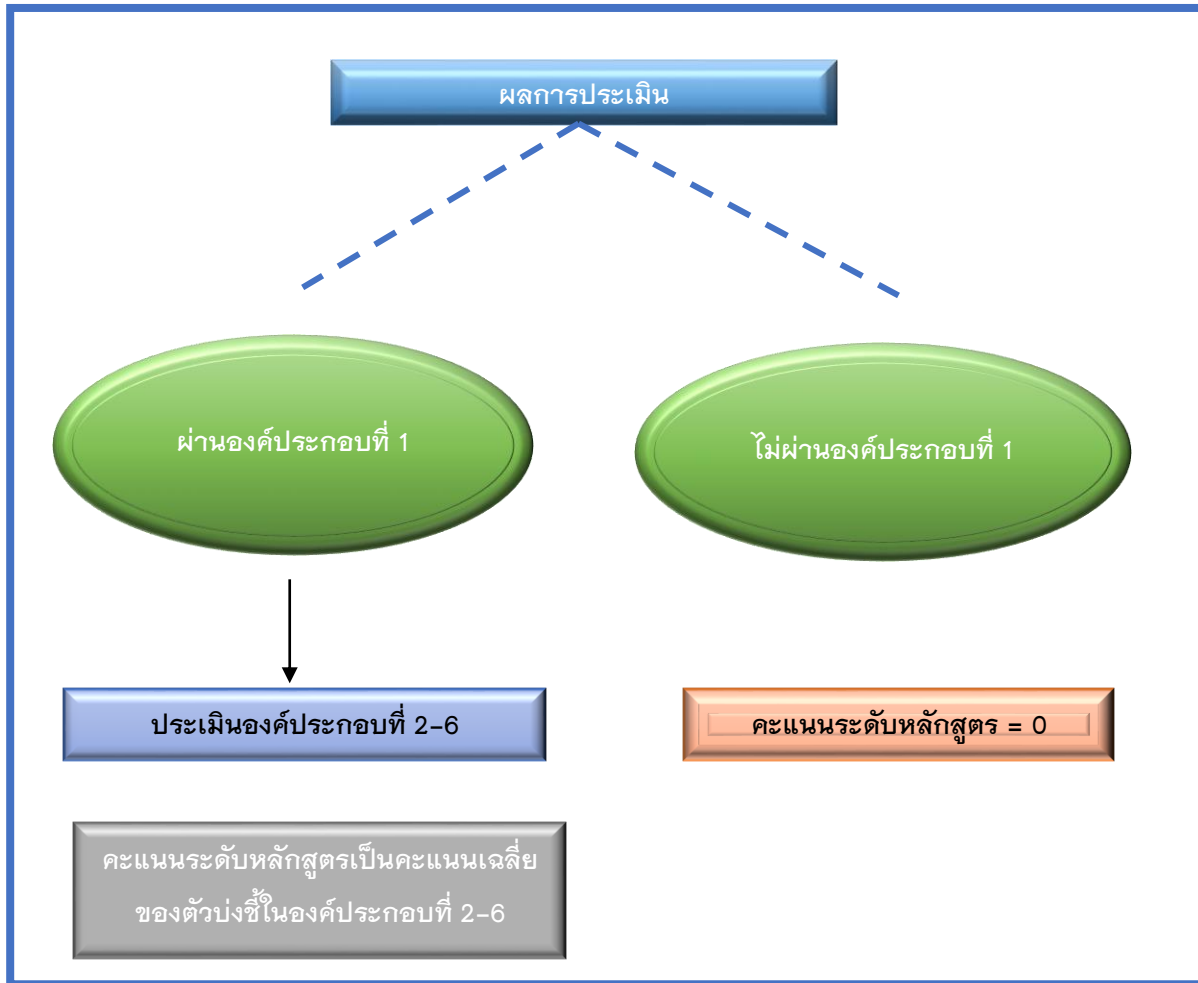 ผลการประเมิน
ผ่านองค์ประกอบที่ 1
ไม่ผ่านองค์ประกอบที่ 1
ประเมินองค์ประกอบที่ 2-6
คะแนนระดับหลักสูตร = 0
คะแนนระดับหลักสูตรเป็นคะแนนเฉลี่ย
ของตัวบ่งชี้ในองค์ประกอบที่ 2-6